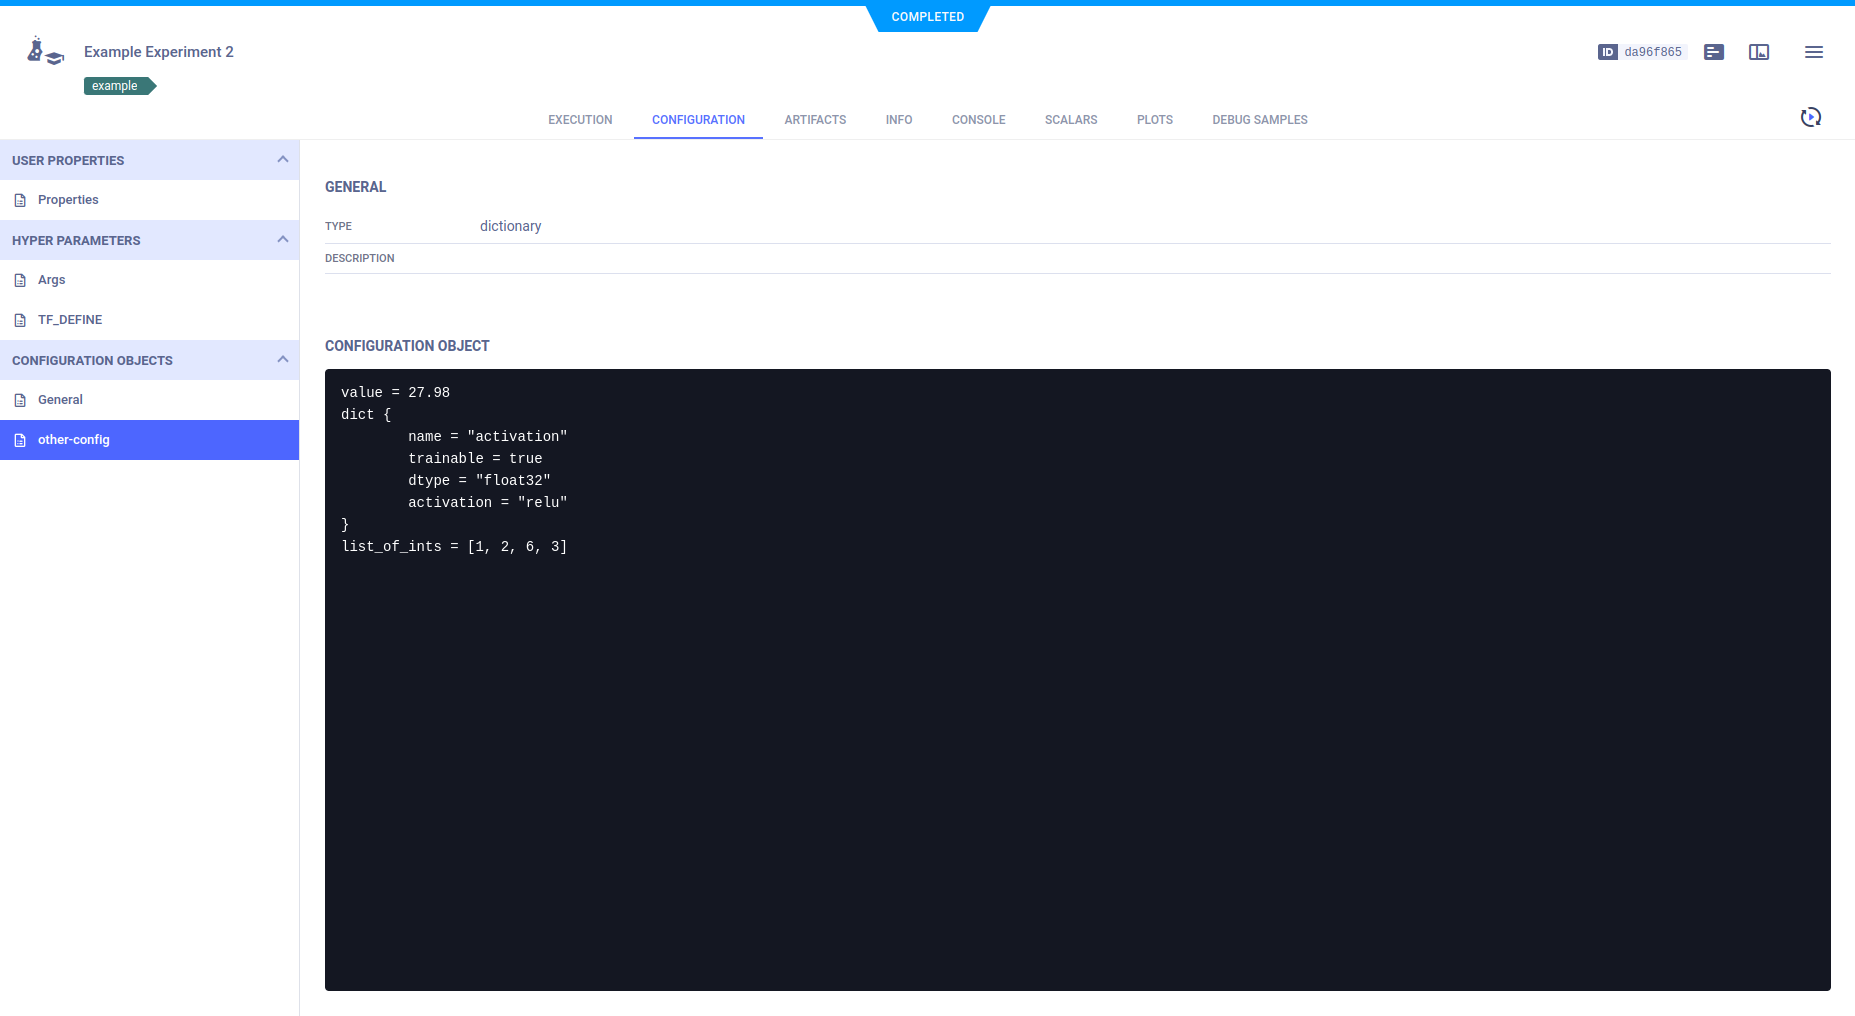 COMPLETED
Example Experiment 2
ID da96f865
example
EXECUTION CONFIGURATION ARTIFACTS INFO CONSOLE SCALARS PLOTS DEBUG SAMPLES
USER PROPERTIES
Properties
HYPER PARAMETERS
Args
TF_DEFINE
CONFIGURATION OBJECTS
General
other-config
GENERAL
TYPE dictionary
DESCRIPTION
CONFIGURATION OBJECT
value = 27.98
dict {
        name = "activation"
        trainable = true
        dtype = "float32"
        activation = "relu"
}
list_of_ints = [1, 2, 6, 3]